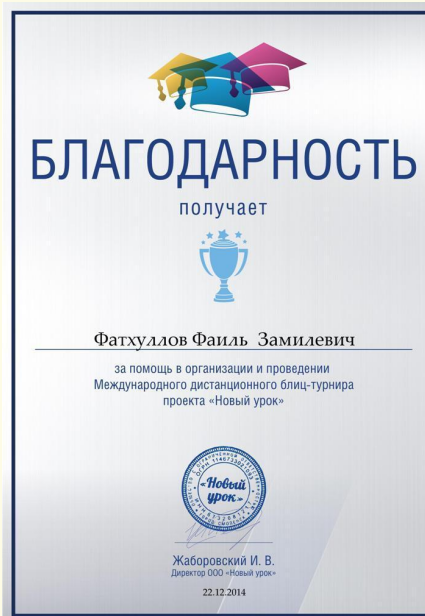 БЛАГОДАРНОСТЬ
получает
Фатхуллов Фаиль Замилевич
за помощь в организации и проведении
Международного дистанционного блиц-турнира
проекта «Новый урок»
«Новый
урок»
Жаборовский И. В.
Директор ООО «Новый урок»
22.12.2014